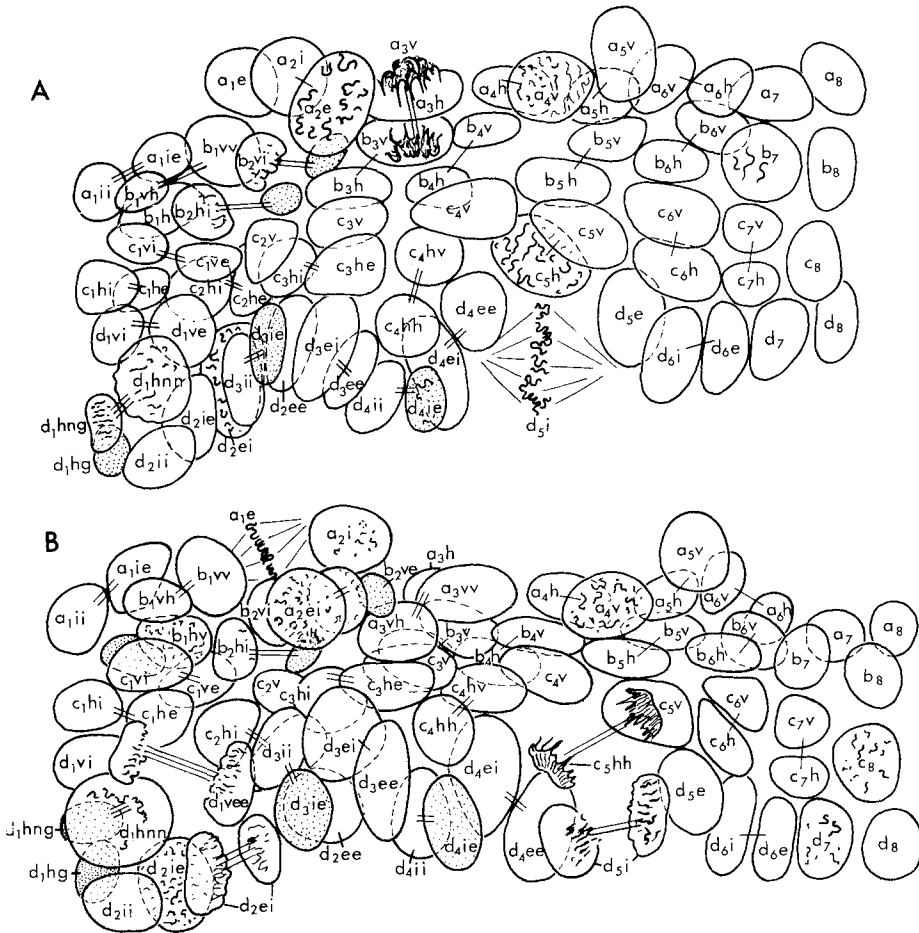 A
a₁e a₂i a₂e a₃v a₃h a₄h a₄v a₅h a₅v a₆v a₆h a₇ a₈
a₁ii a₁ie b₁vh b₁vv b₁h b₂vi b₂hi b₃v b₃h b₄v b₄h b₅v b₅h b₆v b₆h b₇ b₈
c₁vi c₁ve c₂v c₃v c₄v c₅v c₆v c₇v
c₁hi c₁he c₂hi c₂he c₃hi c₃he c₄hv c₅h c₆h c₇h c₈
d₁vi d₁ve d₁ie d₃ei c₄hh d₄ee d₄ei d₅e d₆i d₆e d₇ d₈
d₁hnn d₃ii d₂ee d₃ee d₄ii d₄ie d₅i
d₁hng d₂ie d₂ei
d₁hg d₂ii
B
a₁e a₂i a₅v
a₁ii a₁ie b₁vh b₁vv b₂vi a₂ei b₂ve a₃h a₃vv a₄h a₄v a₅h a₆v a₆h a₇ a₈
b₁hv b₂hi a₃vh b₃v b₄v b₅v b₆v
c₁vi c₁ve c₂v c₃hi c₃he c₃v b₄h c₄v b₅h b₆h b₇ b₈
c₁hi c₁he c₂hi c₄hv c₅v c₆v c₇v
d₁vi d₃ii d₃ei c₄hh d₄ei c₅hh c₆h c₇h c₈
d₁vee d₃ie d₃ee d₅e
d₁hng d₁hnn d₂ee d₄ii d₄ie d₄ee d₅i d₆i d₆e d₇ d₈
d₁hg d₂ie d₂ei
d₂ii